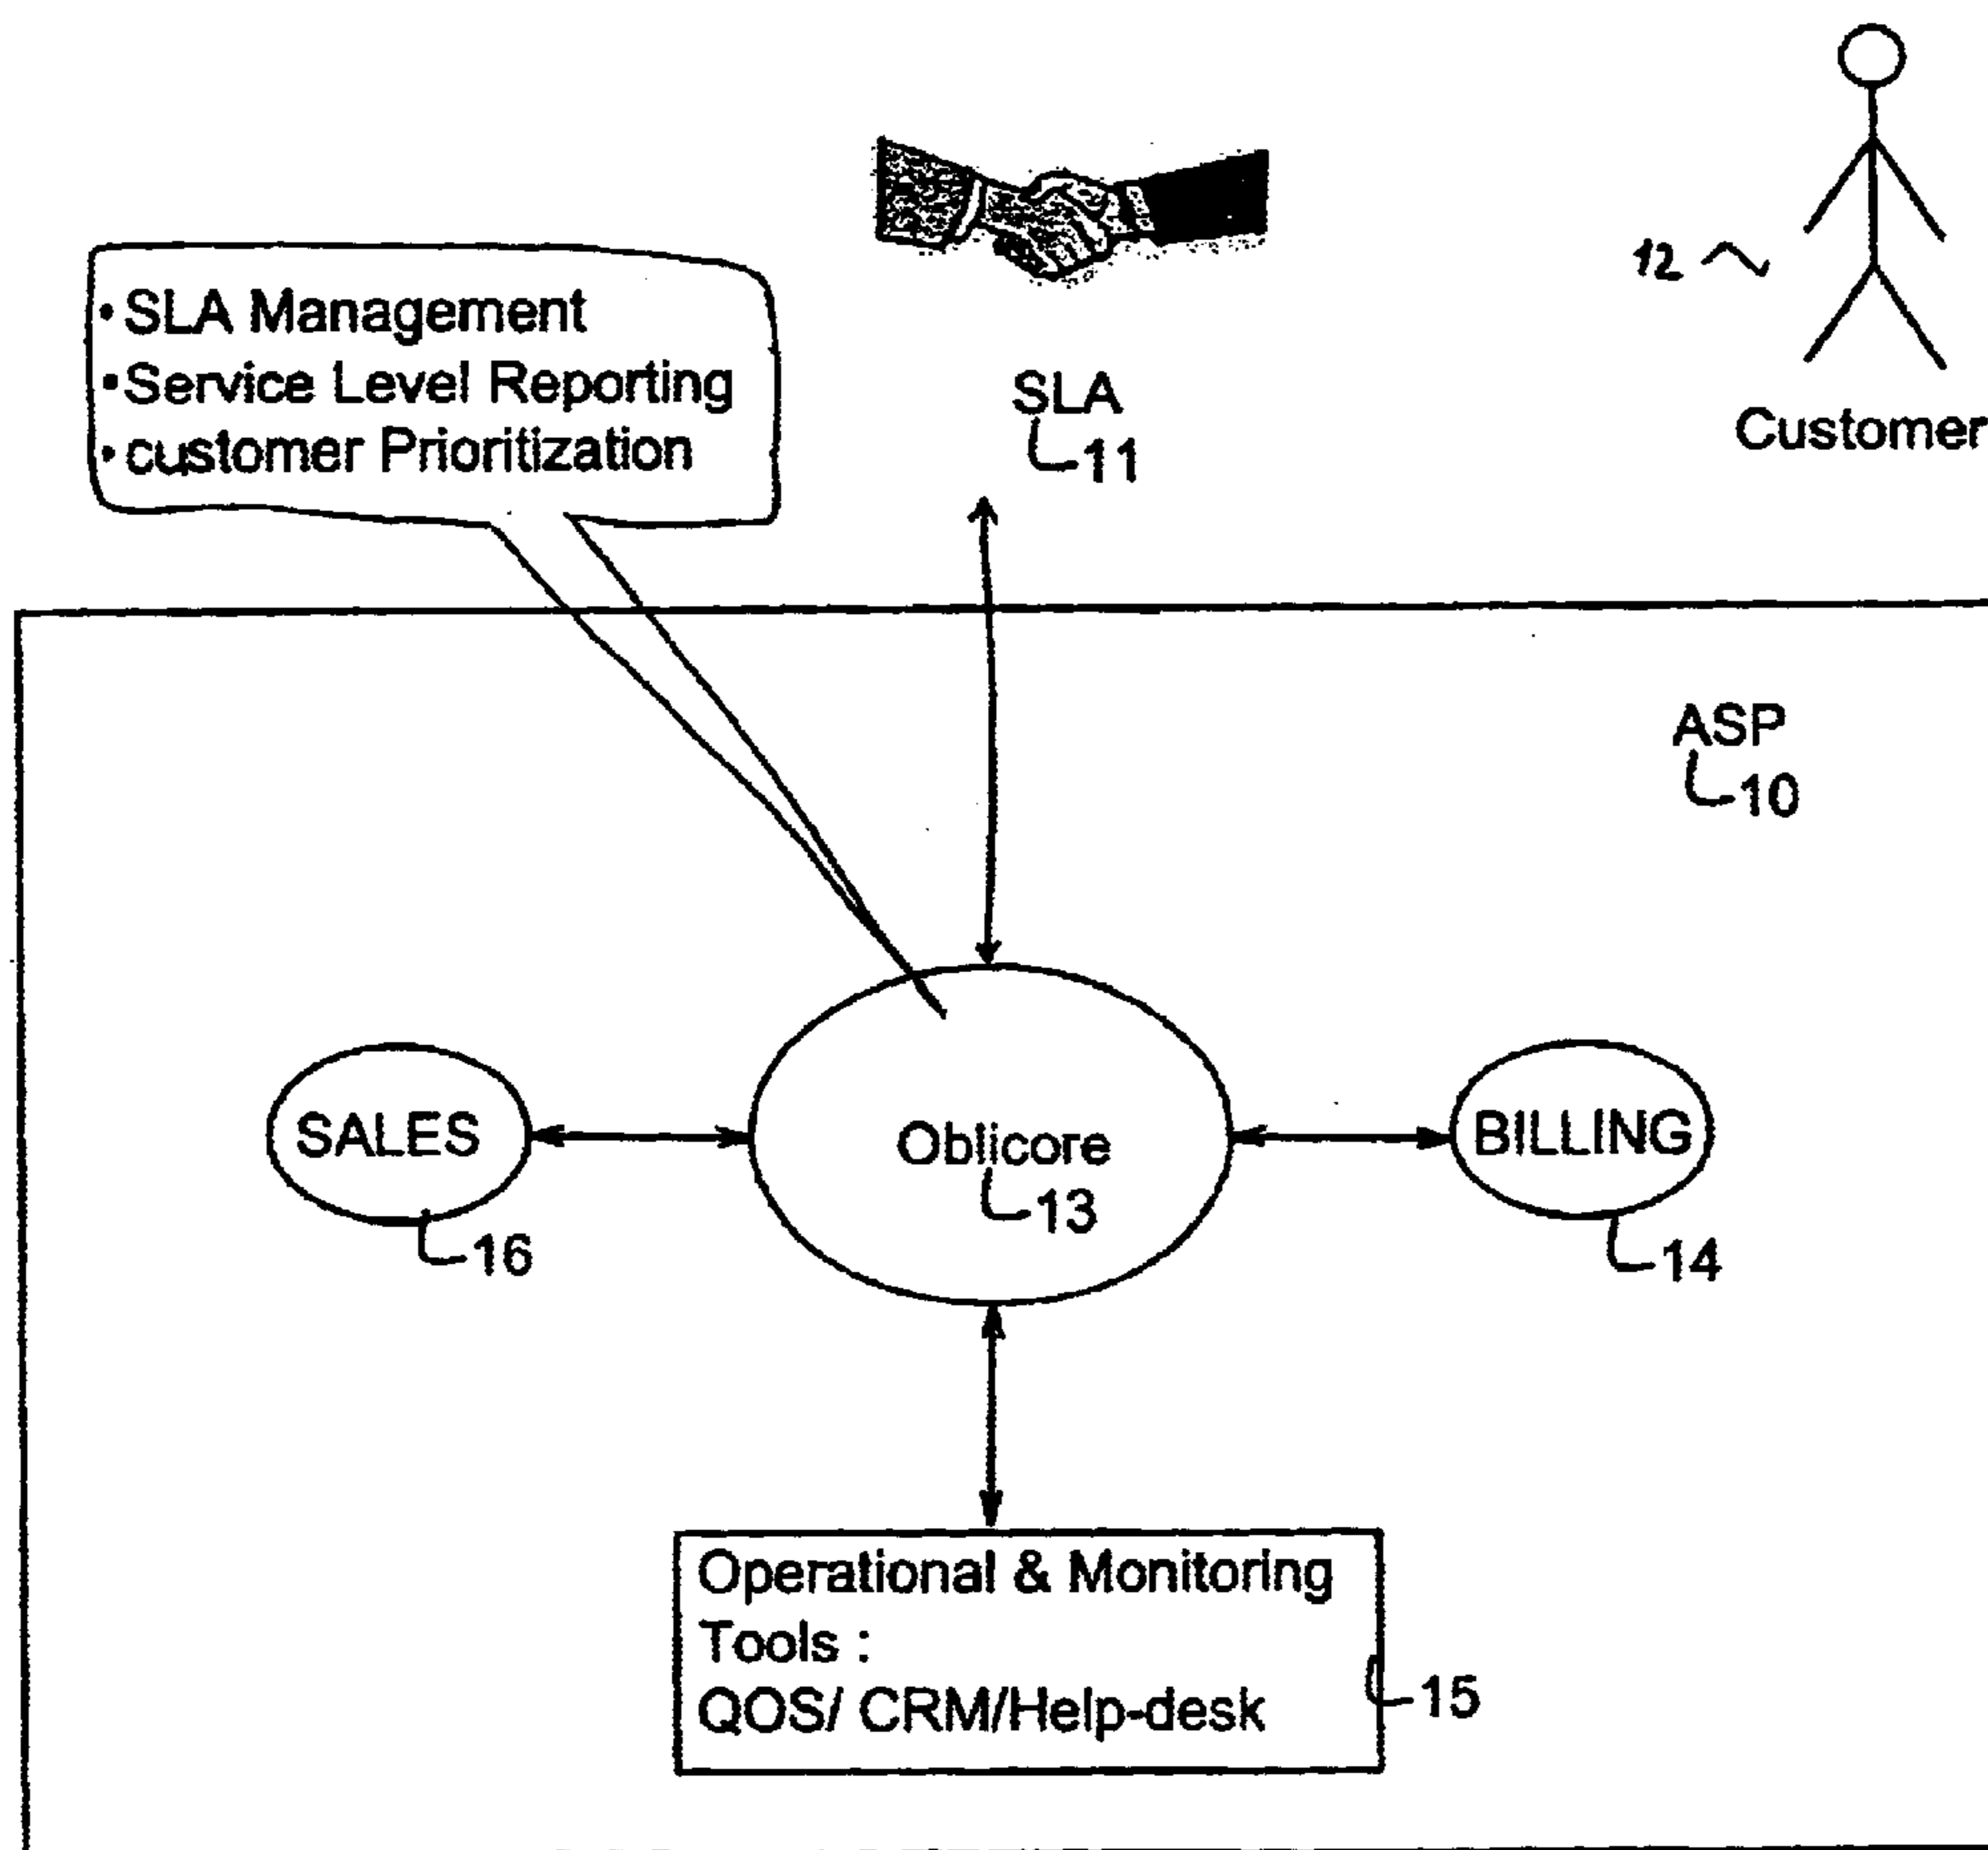 • SLA Management
• Service Level Reporting
• customer Prioritization
SLA
11
12
Customer
ASP
10
SALES
16
Oblicore
13
BILLING
14
Operational & Monitoring
Tools :
QOS/ CRM/Help-desk
15